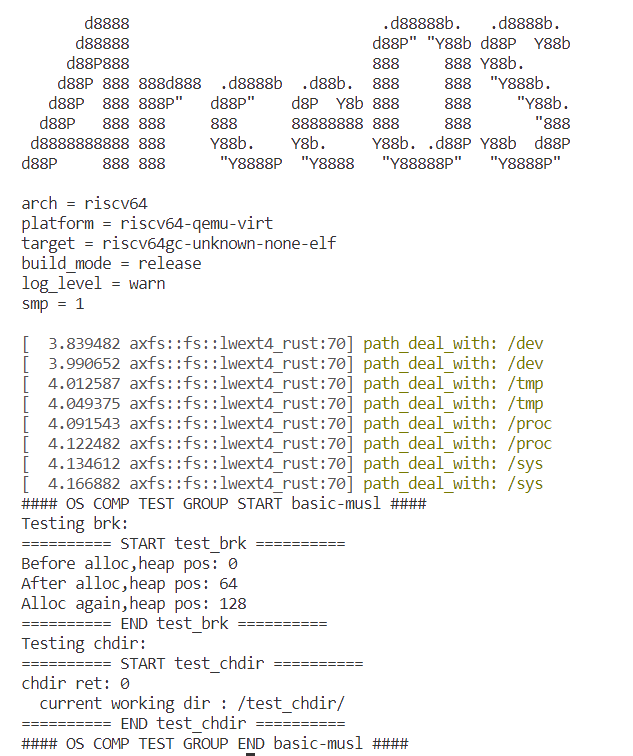 d8888                            .d88888b.   .d8888b.
      d88888                           d88P" "Y88b d88P  Y88b
     d88P888                           888     888 Y88b.
    d88P 888 888d888  .d8888b  .d88b.  888     888  "Y888b.
   d88P  888 888P"   d88P"    d8P  Y8b 888     888     "Y88b.
  d88P   888 888     888      88888888 888     888       "888
 d8888888888 888     Y88b.    Y8b.     Y88b. .d88P Y88b  d88P
d88P     888 888      "Y8888P  "Y8888   "Y88888P"   "Y8888P"
arch = riscv64
platform = riscv64-qemu-virt
target = riscv64gc-unknown-none-elf
build_mode = release
log_level = warn
smp = 1
[  3.839482 axfs::fs::lwext4_rust:70] path_deal_with: /dev
[  3.990652 axfs::fs::lwext4_rust:70] path_deal_with: /dev
[  4.012587 axfs::fs::lwext4_rust:70] path_deal_with: /tmp
[  4.049375 axfs::fs::lwext4_rust:70] path_deal_with: /tmp
[  4.091543 axfs::fs::lwext4_rust:70] path_deal_with: /proc
[  4.122482 axfs::fs::lwext4_rust:70] path_deal_with: /proc
[  4.134612 axfs::fs::lwext4_rust:70] path_deal_with: /sys
[  4.166882 axfs::fs::lwext4_rust:70] path_deal_with: /sys
#### OS COMP TEST GROUP START basic-musl ####
Testing brk:
========== START test_brk ==========
Before alloc,heap pos: 0
After alloc,heap pos: 64
Alloc again,heap pos: 128
========== END test_brk ==========
Testing chdir:
========== START test_chdir ==========
chdir ret: 0
  current working dir : /test_chdir/
========== END test_chdir ==========
#### OS COMP TEST GROUP END basic-musl ####